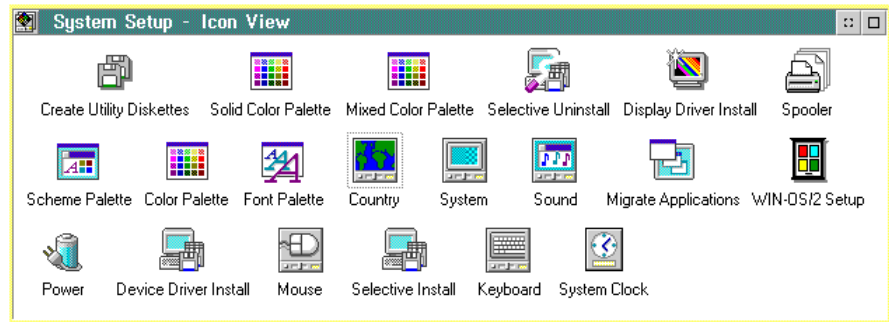 System Setup - Icon View
Create Utility Diskettes Solid Color Palette Mixed Color Palette Selective Uninstall Display Driver Install Spooler
Scheme Palette Color Palette Font Palette Country System Sound Migrate Applications WIN-OS/2 Setup
Power Device Driver Install Mouse Selective Install Keyboard System Clock